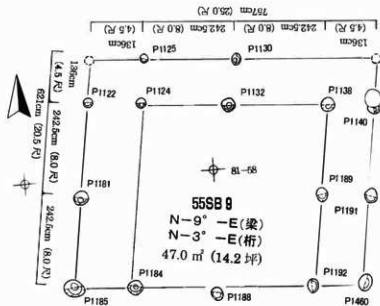 757cm (25.0 尺)
136cm (4.5 尺)
242.5cm (8.0 尺)
242.5cm (8.0 尺)
136cm (4.5 尺)
P1125
P1130
136cm (4.5 尺)
P1122
P1124
P1132
P1138
P1140
621cm (20.5 尺)
242.5cm (8.0 尺)
81-58
P1181
P1189
P1191
55SB9
N-9° -E(梁)
N-3° -E(桁)
47.0 ㎡ (14.2 坪)
242.5cm (8.0 尺)
P1184
P1192
P1185
P1188
P1460